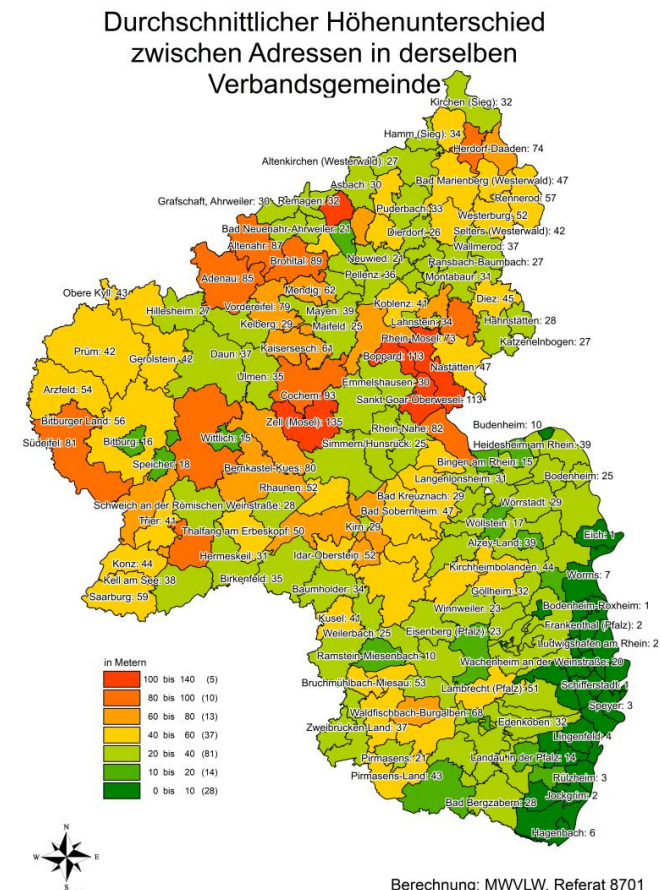 Durchschnittlicher Höhenunterschied
zwischen Adressen in derselben
Verbandsgemeinde
Kirchen (Sieg): 32
Hamm (Sieg): 34
Herdorf-Daaden: 74
Altenkirchen (Westerwald): 27
Asbach: 30
Bad Marienberg (Westerwald): 47
Rennerod: 57
Grafschaft, Ahrweiler: 30
Remagen: 32
Puderbach: 33
Westerburg: 52
Bad Neuenahr-Ahrweiler: 21
Dierdorf: 26
Selters (Westerwald): 42
Altenahr: 87
Wallmerod: 37
Brohltal: 89
Neuwied: 21
Ransbach-Baumbach: 27
Adenau: 85
Pellenz: 36
Montabaur: 31
Obere Kyll: 43
Mendig: 62
Diez: 45
Hillesheim: 27
Vordereifel: 79
Mayen: 39
Koblenz: 41
Hahnstätten: 28
Kelberg: 29
Maifeld: 25
Lahnstein: 34
Prüm: 42
Gerolstein: 42
Daun: 37
Kaisersesch: 61
Rhein-Mosel: 73
Katzenelnbogen: 27
Boppard: 113
Nastätten: 47
Arzfeld: 54
Ulmen: 35
Emmelshausen: 30
Cochem: 93
Sankt Goar-Oberwesel: 113
Bitburger Land: 56
Zell (Mosel): 135
Rhein-Nahe: 82
Budenheim: 10
Südeifel: 81
Bitburg: 16
Wittlich: 15
Simmern/Hunsrück: 25
Heidesheim am Rhein: 39
Speicher: 18
Bernkastel-Kues: 80
Bingen am Rhein: 15
Bodenheim: 25
Rhaunen: 52
Langenlonsheim: 31
Schweich an der Römischen Weinstraße: 28
Bad Kreuznach: 29
Wörrstadt: 29
Trier: 41
Bad Sobernheim: 47
Thalfang am Erbeskopf: 50
Kirn: 29
Wöllstein: 17
Eich: 1
Alzey-Land: 39
Konz: 44
Hermeskeil: 31
Idar-Oberstein: 52
Kell am See: 38
Birkenfeld: 35
Kirchheimbolanden: 44
Worms: 7
Saarburg: 59
Baumholder: 34
Göllheim: 32
Winnweiler: 23
Bodenheim-Roxheim: 1
Kusel: 41
Frankenthal (Pfalz): 2
Weilerbach: 25
Eisenberg (Pfalz): 23
Ludwigshafen am Rhein: 2
Ramstein-Miesenbach: 10
Wachenheim an der Weinstraße: 20
Bruchmühlbach-Miesau: 53
Lambrecht (Pfalz): 51
Schifferstadt: 1
Speyer: 3
Waldfischbach-Burgalben: 68
Edenkoben: 32
Zweibrücken-Land: 37
Lingenfeld: 4
Pirmasens: 21
Landau in der Pfalz: 14
Pirmasens-Land: 43
Rülzheim: 3
Jockgrim: 2
Bad Bergzabern: 28
Hagenbach: 6
in Metern
100 bis 140 (5)
80 bis 100 (10)
60 bis 80 (13)
40 bis 60 (37)
20 bis 40 (81)
10 bis 20 (14)
0 bis 10 (28)
N
W E
S
Berechnung: MWVLW, Referat 8701